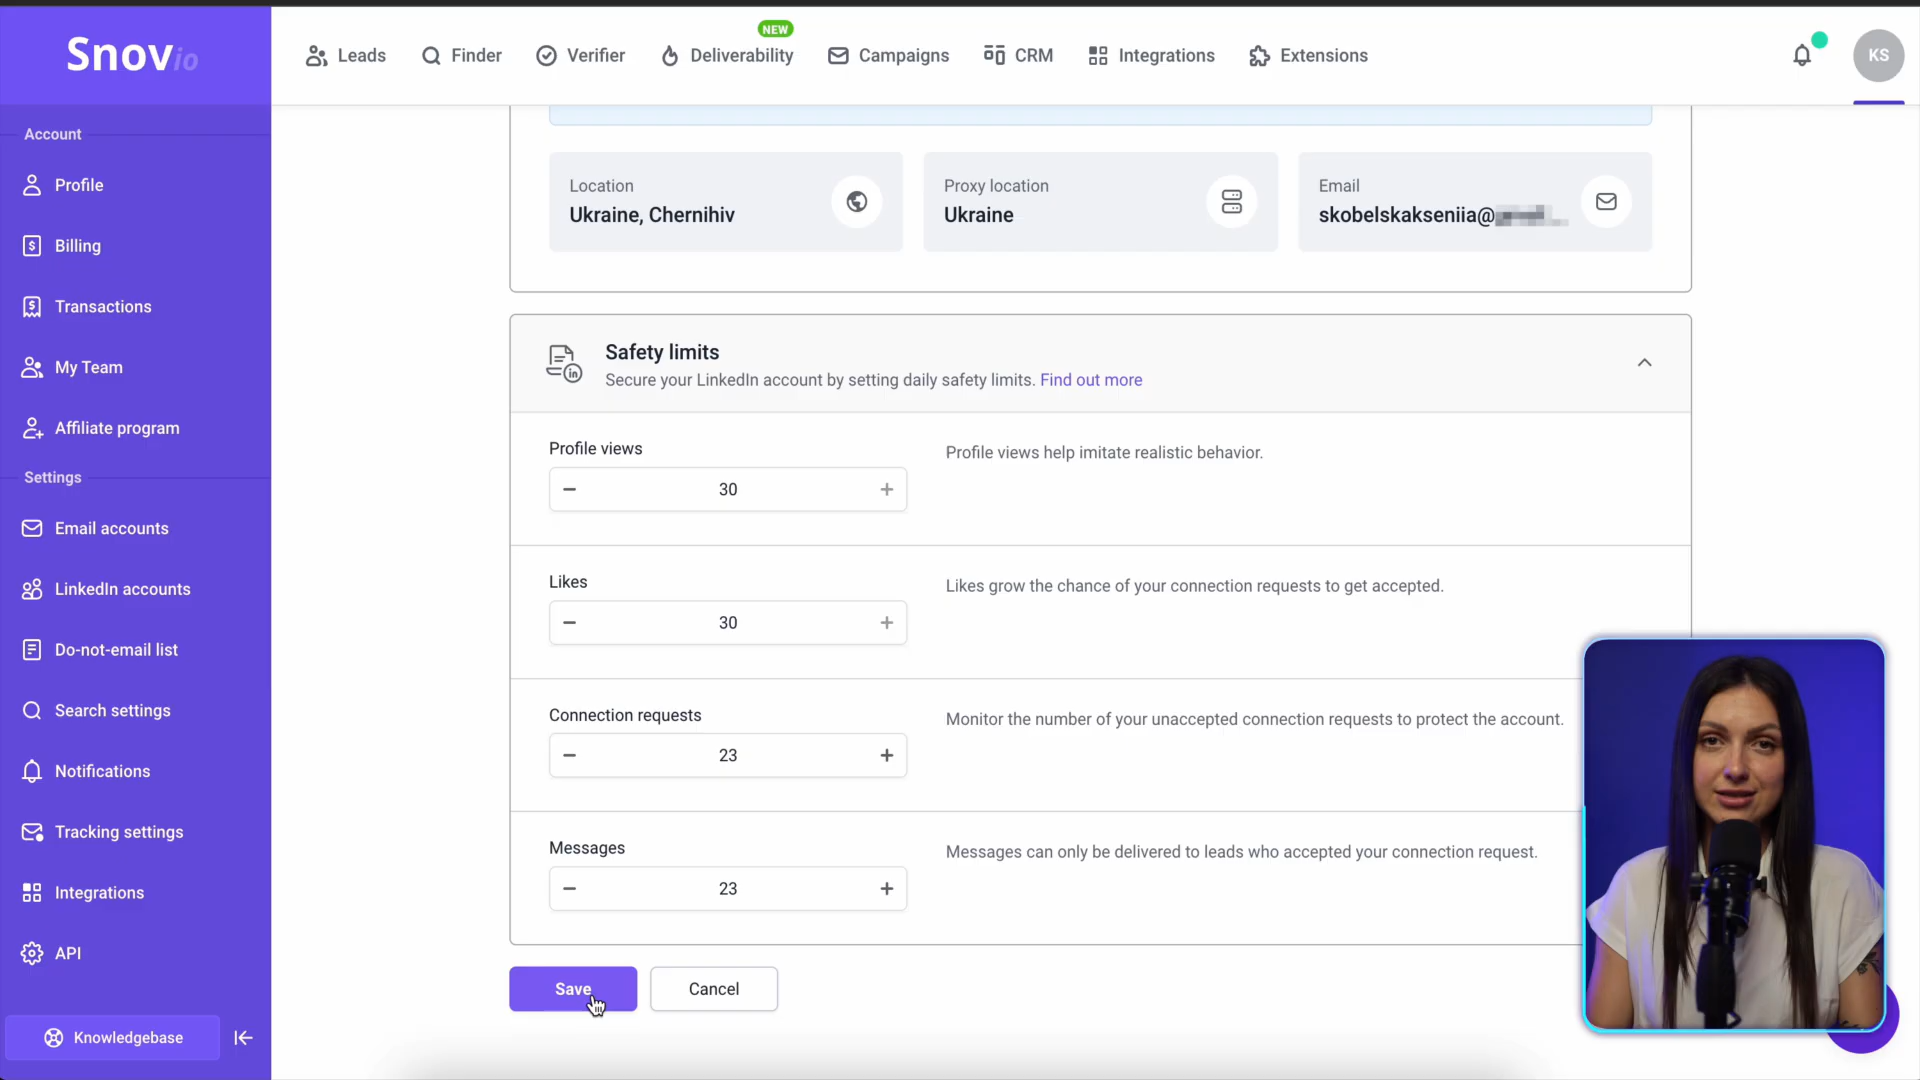 Snovio
Leads
Finder
Verifier
Deliverability
NEW
Campaigns
CRM
Integrations
Extensions
KS
Account
Profile
Billing
Transactions
My Team
Affiliate program
Settings
Email accounts
LinkedIn accounts
Do-not-email list
Search settings
Notifications
Tracking settings
Integrations
API
Knowledgebase
Location
Ukraine, Chernihiv
Proxy location
Ukraine
Email
skobelskakseniia@
Safety limits
Secure your LinkedIn account by setting daily safety limits. Find out more
Profile views
30
Profile views help imitate realistic behavior.
Likes
30
Likes grow the chance of your connection requests to get accepted.
Connection requests
23
Monitor the number of your unaccepted connection requests to protect the account.
Messages
23
Messages can only be delivered to leads who accepted your connection request.
Save
Cancel